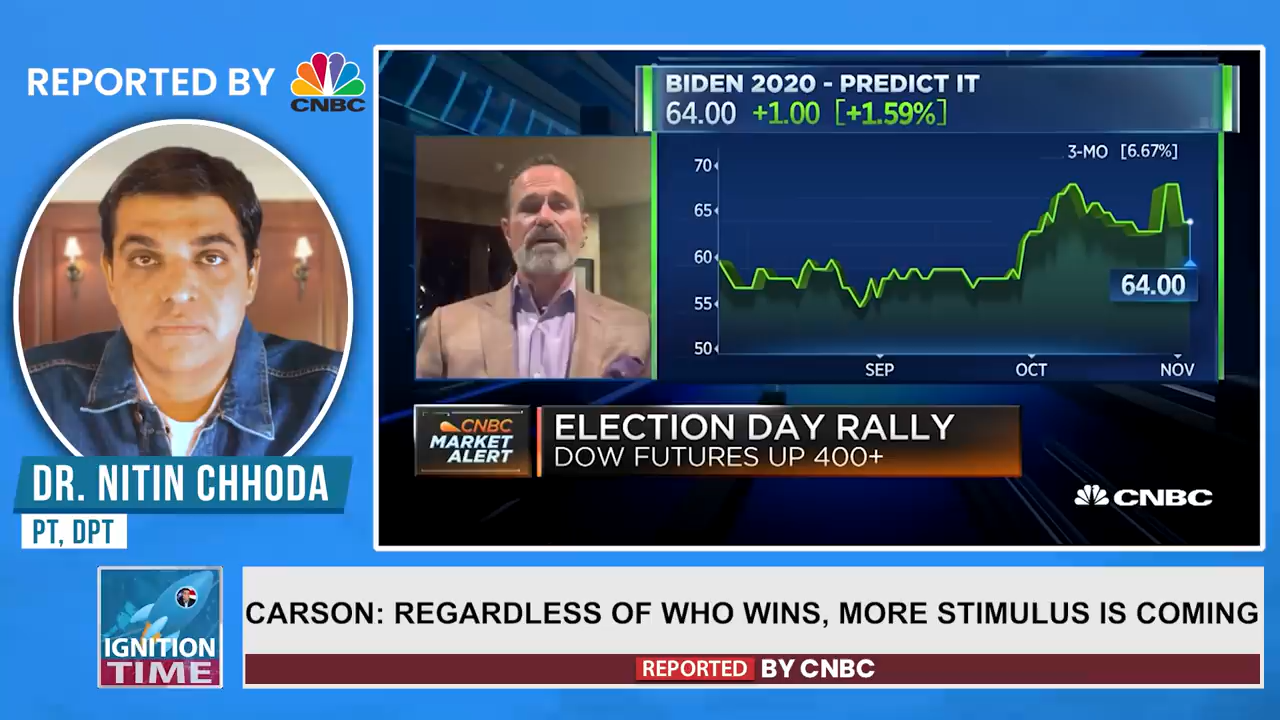 REPORTED BY
CNBC
DR. NITIN CHHODA
PT, DPT
BIDEN 2020 - PREDICT IT
64.00 +1.00 [+1.59%]
3-MO [6.67%]
70
65
60
55
50
64.00
SEP OCT NOV
CNBC
MARKET
ALERT
ELECTION DAY RALLY
DOW FUTURES UP 400+
CNBC
IGNITION
TIME
CARSON: REGARDLESS OF WHO WINS, MORE STIMULUS IS COMING
REPORTED BY CNBC